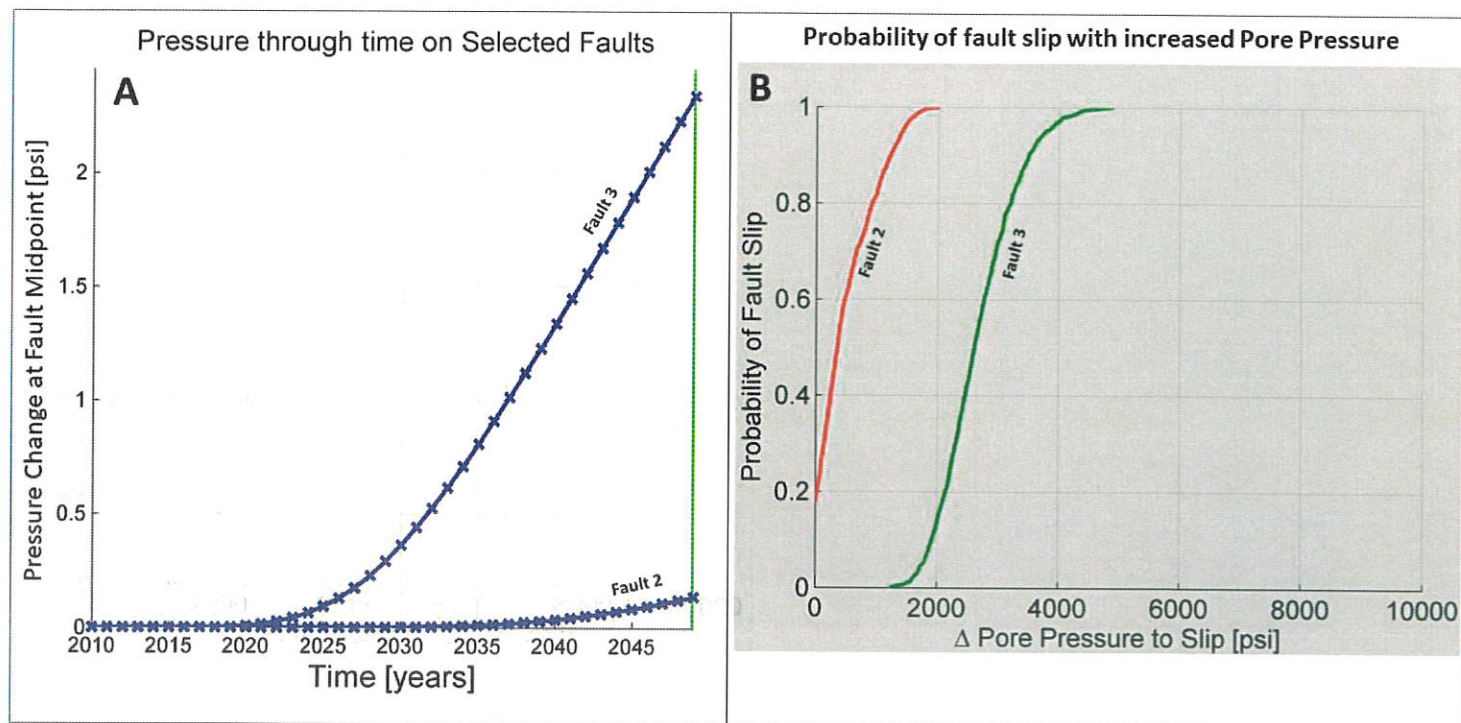 Pressure through time on Selected Faults
A
Pressure Change at Fault Midpoint [psi]
2
1.5
1
0.5
0
Fault 3
Fault 2
2010 2015 2020 2025 2030 2035 2040 2045
Time [years]
Probability of fault slip with increased Pore Pressure
B
Probability of Fault Slip
1
0.8
0.6
0.4
0.2
0
Fault 2
Fault 3
0 2000 4000 6000 8000 10000
Δ Pore Pressure to Slip [psi]